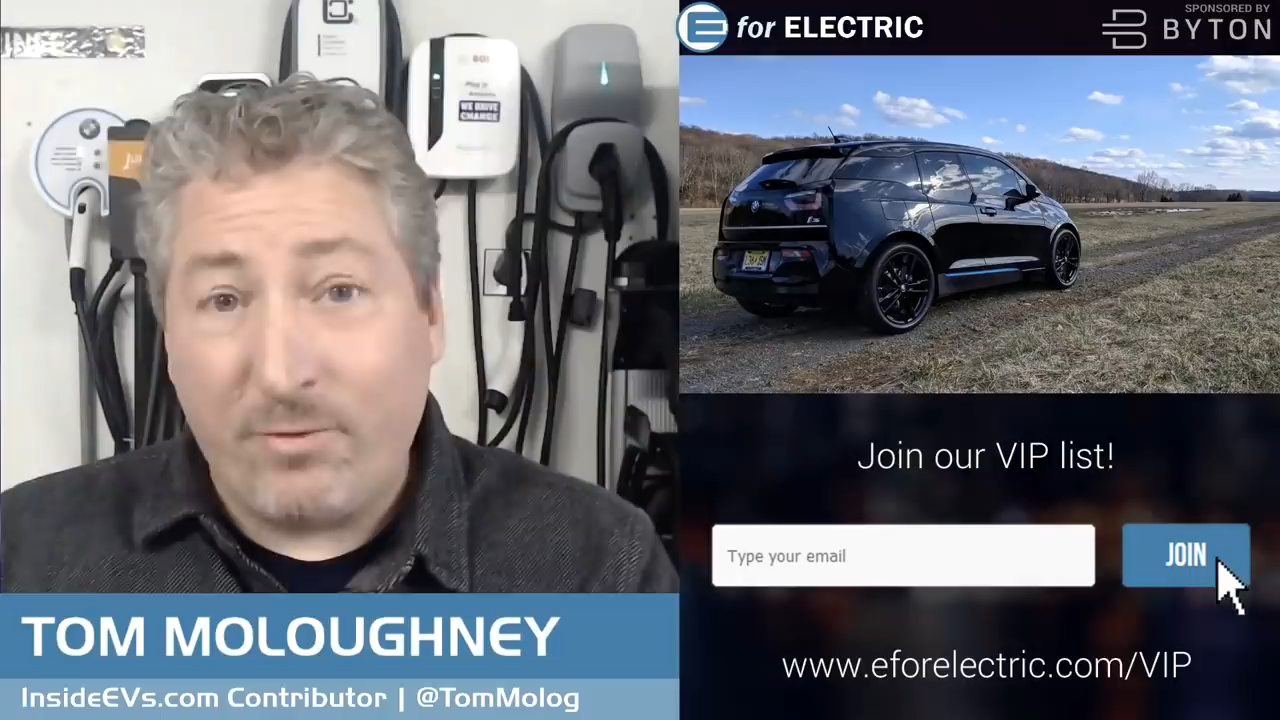 E for ELECTRIC
SPONSORED BY
BYTON
WE DRIVE
CHANGE
i3s
Join our VIP list!
Type your email
JOIN
www.eforelectric.com/VIP
TOM MOLOUGHNEY
InsideEVs.com Contributor | @TomMolog